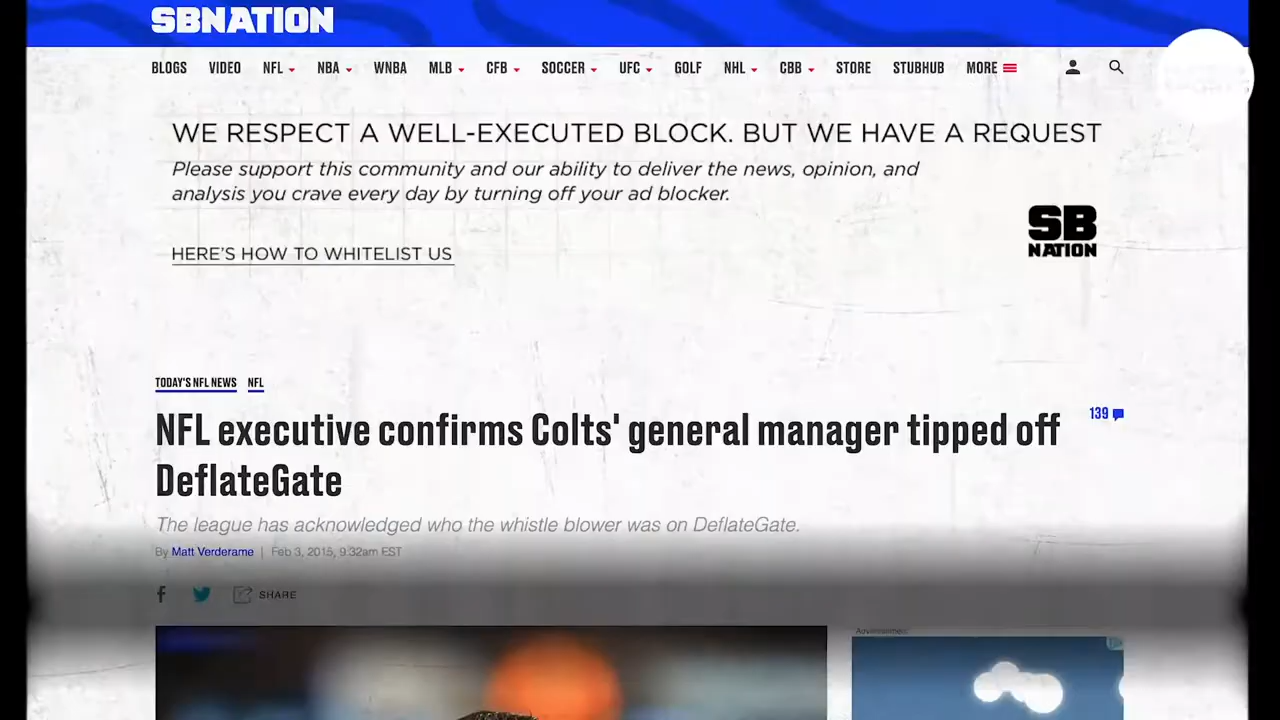 SBNATION
BLOGS VIDEO NFL NBA WNBA MLB CFB SOCCER UFC GOLF NHL CBB STORE STUBHUB MORE
WE RESPECT A WELL-EXECUTED BLOCK. BUT WE HAVE A REQUEST
Please support this community and our ability to deliver the news, opinion, and
analysis you crave every day by turning off your ad blocker.
HERE'S HOW TO WHITELIST US
SB
NATION
TODAY'S NFL NEWS NFL
NFL executive confirms Colts' general manager tipped off
DeflateGate
139
The league has acknowledged who the whistle blower was on DeflateGate.
By Matt Verderame | Feb 3, 2015, 9:32am EST
SHARE
Advertisement